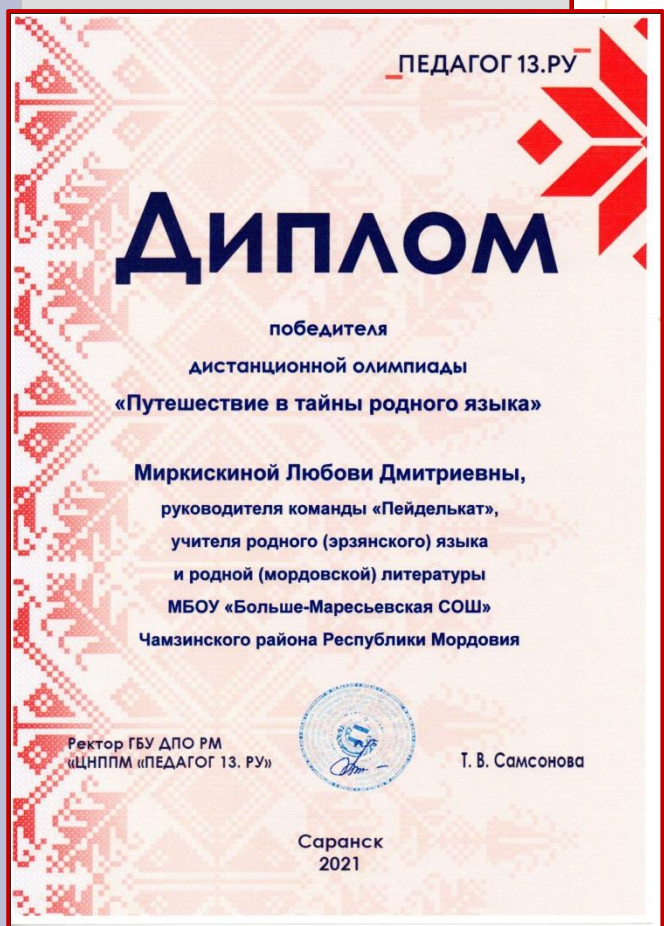 ПЕДАГОГ 13.РУ
Диплом
победителя
дистанционной олимпиады
«Путешествие в тайны родного языка»
Миркискиной Любови Дмитриевны,
руководителя команды «Пейделькат»,
учителя родного (эрзянского) языка
и родной (мордовской) литературы
МБОУ «Больше-Маресьевская СОШ»
Чамзинского района Республики Мордовия
Ректор ГБУ ДПО РМ
«ЦНППМ «ПЕДАГОГ 13. РУ»
Т. В. Самсонова
Саранск
2021